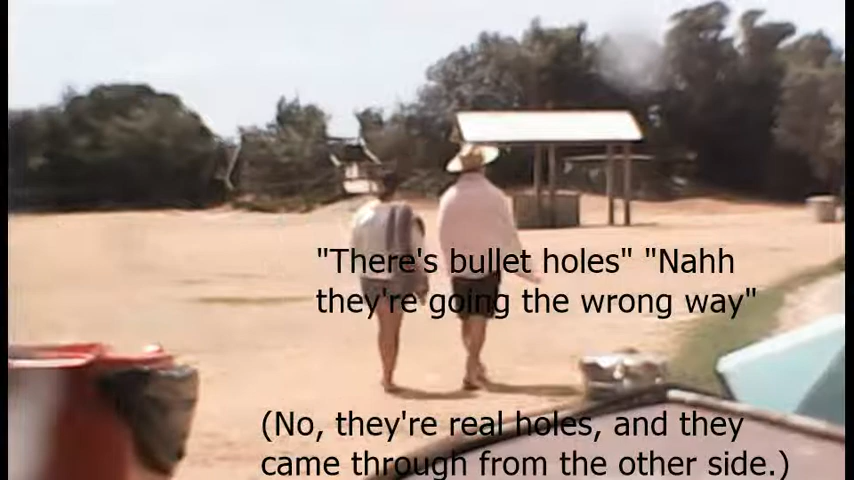 "There's bullet holes" "Nahh
they're going the wrong way"
(No, they're real holes, and they
came through from the other side.)